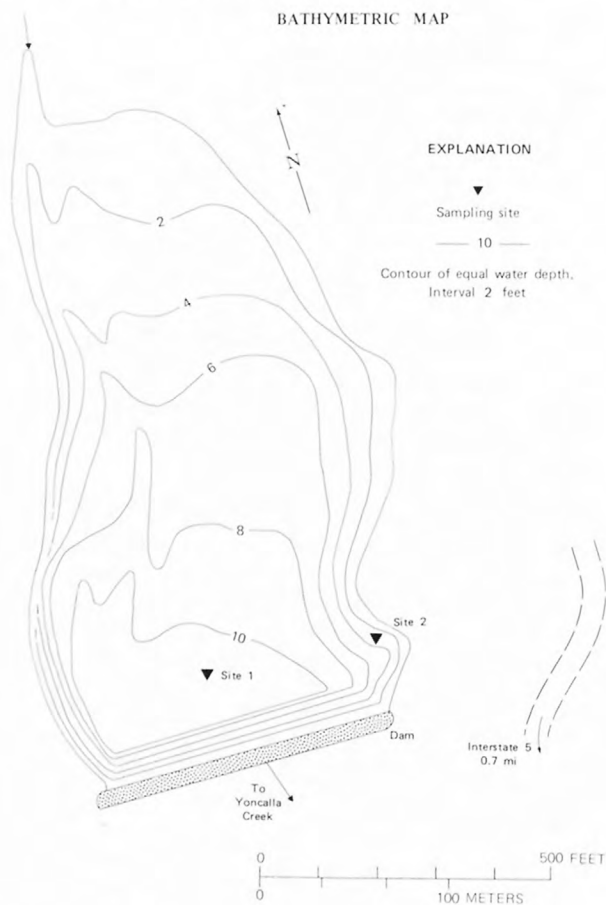 BATHYMETRIC MAP
N
EXPLANATION
Sampling site
10
Contour of equal water depth,
Interval 2 feet
2
4
6
8
10
Site 2
Site 1
Dam
Interstate 5
0.7 mi
To
Yoncalla
Creek
0 500 FEET
0 100 METERS